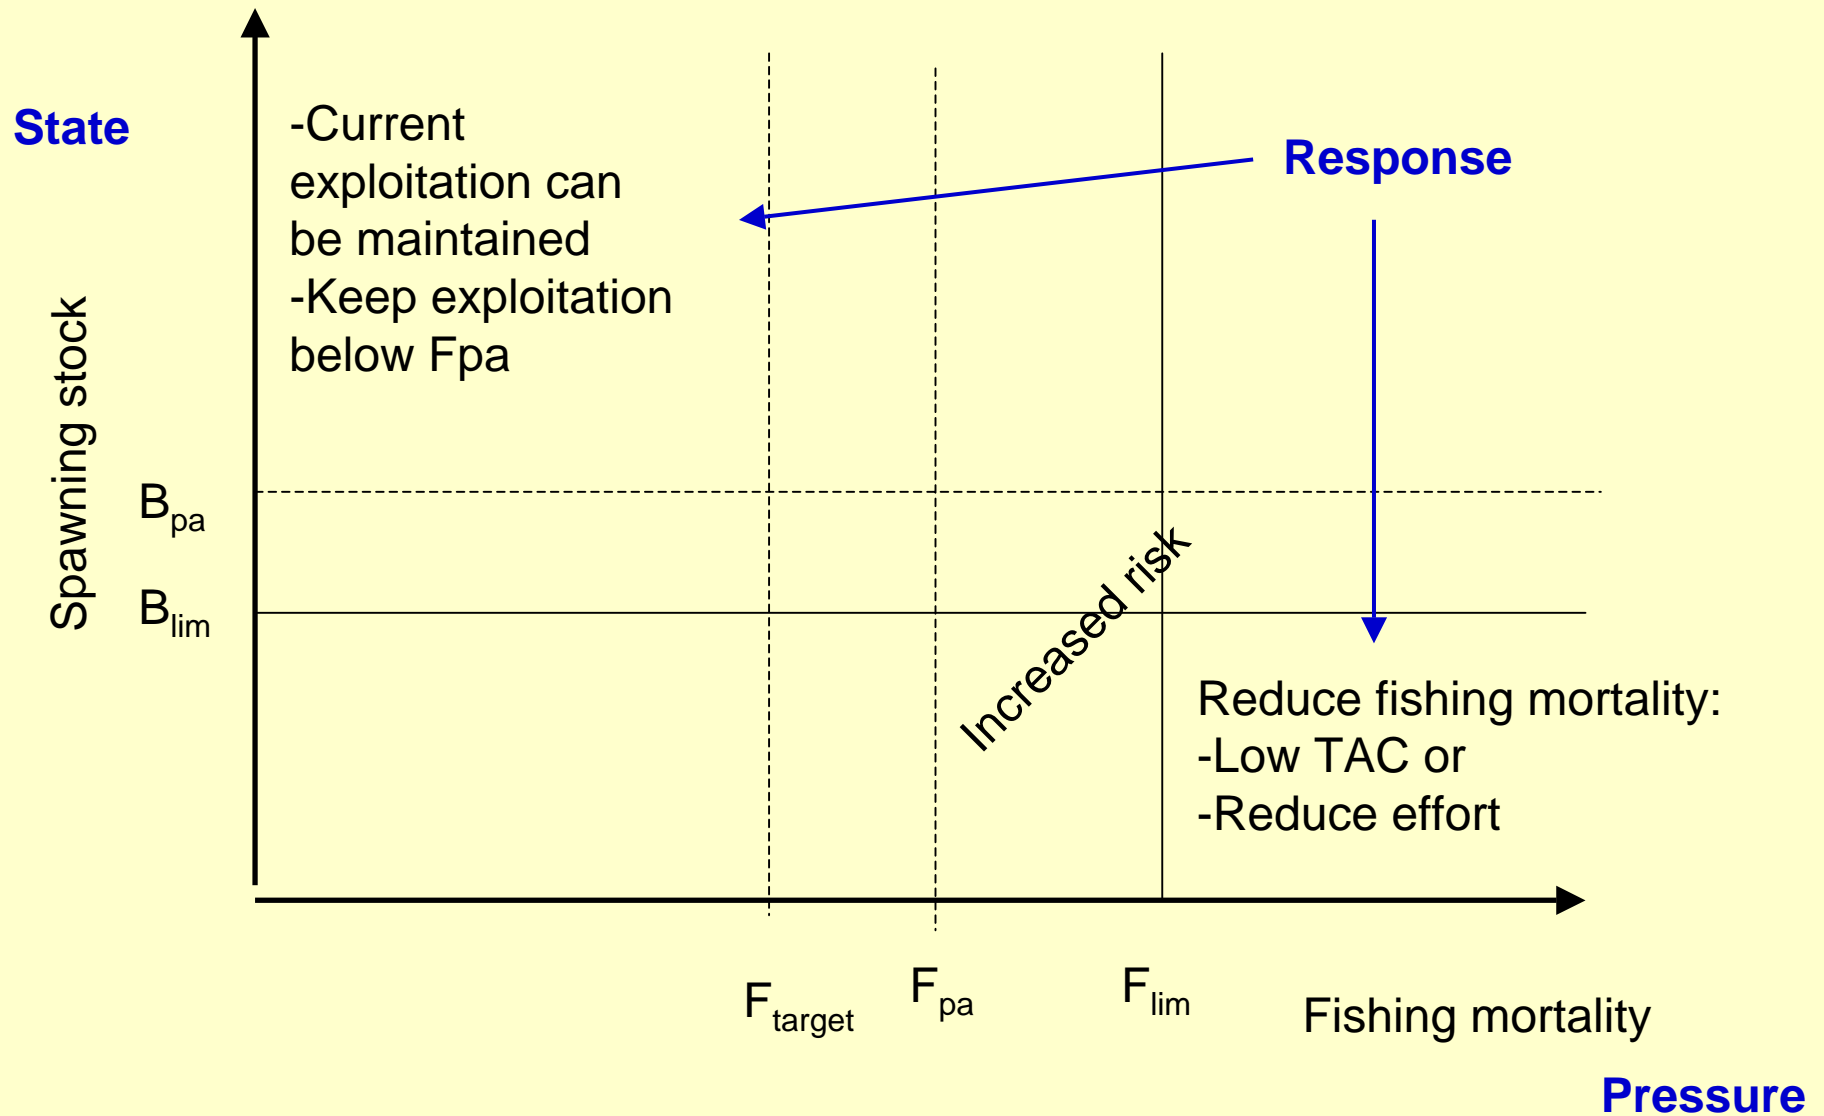 State
-Current
exploitation can
be maintained
-Keep exploitation
below Fpa
Response
Spawning stock
Bpa
Blim
Increased risk
Reduce fishing mortality:
-Low TAC or
-Reduce effort
Ftarget
Fpa
Flim
Fishing mortality
Pressure